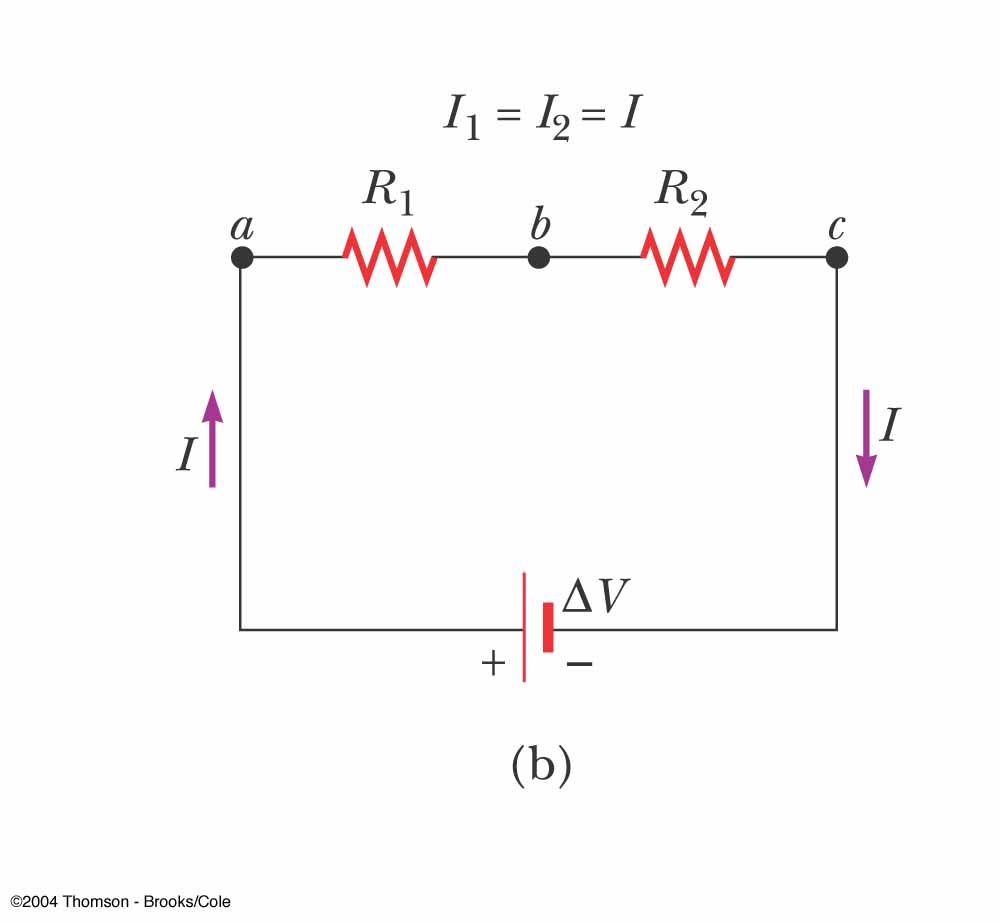 I₁ = I₂ = I
R₁ R₂
a b c
I I
ΔV
+ −
(b)
©2004 Thomson - Brooks/Cole